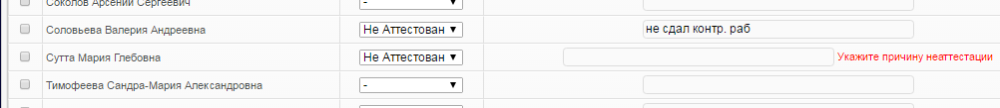 Соколов Арсений Сергеевич -
Соловьева Валерия Андреевна Не Аттестован не сдал контр. раб
Сутта Мария Глебовна Не Аттестован Укажите причину неаттестации
Тимофеева Сандра-Мария Александровна -